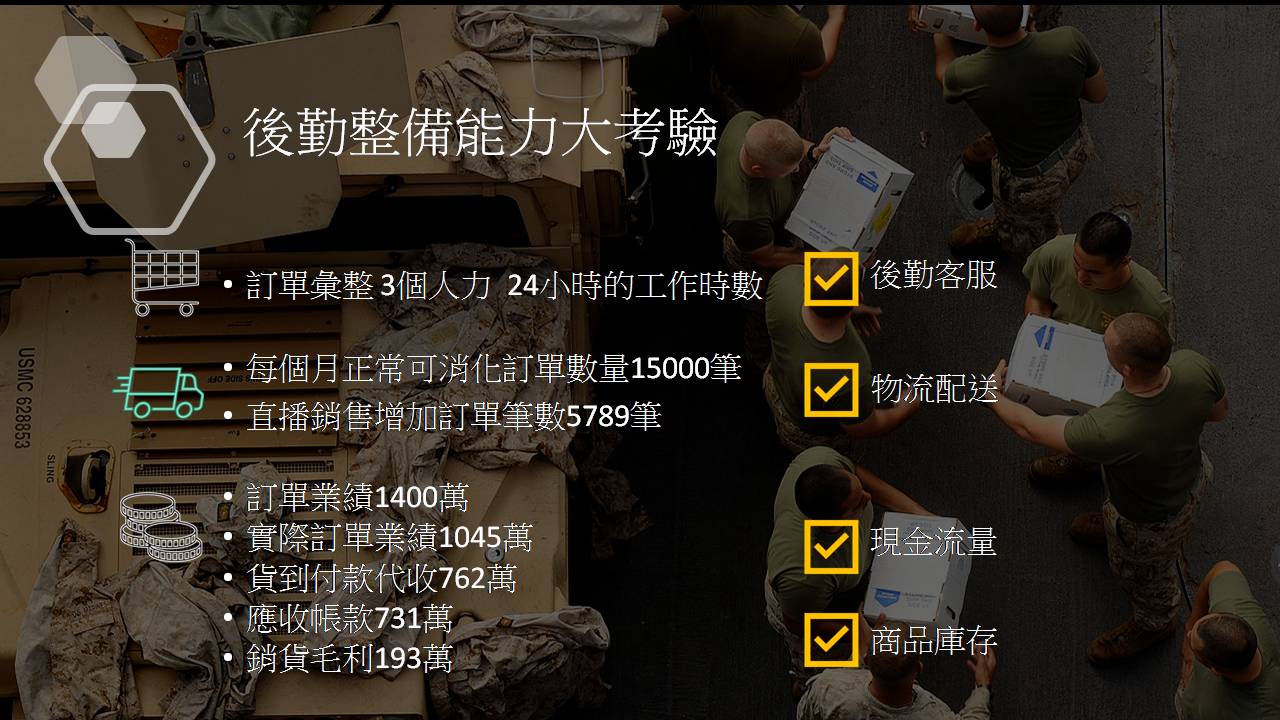 後勤整備能力大考驗
• 訂單彙整 3個人力 24小時的工作時數
• 每個月正常可消化訂單數量15000筆
• 直播銷售增加訂單筆數5789筆
• 訂單業績1400萬
• 實際訂單業績1045萬
• 貨到付款代收762萬
• 應收帳款731萬
• 銷貨毛利193萬
後勤客服
物流配送
現金流量
商品庫存
USMC 628853
SLING